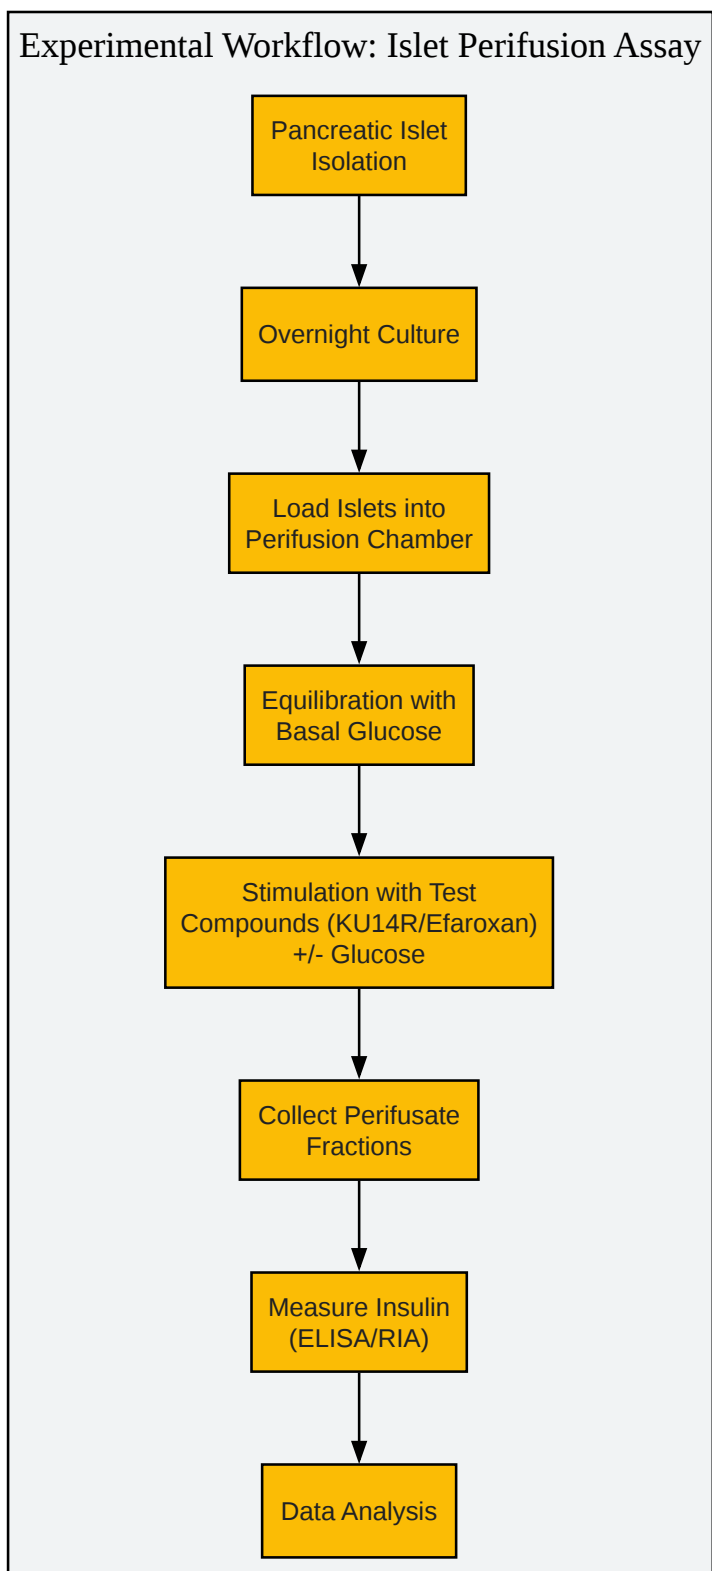 Experimental Workflow: Islet Perifusion Assay
Pancreatic Islet
Isolation
Overnight Culture
Load Islets into
Perifusion Chamber
Equilibration with
Basal Glucose
Stimulation with Test
Compounds (KU14R/Efaroxan)
+/- Glucose
Collect Perifusate
Fractions
Measure Insulin
(ELISA/RIA)
Data Analysis